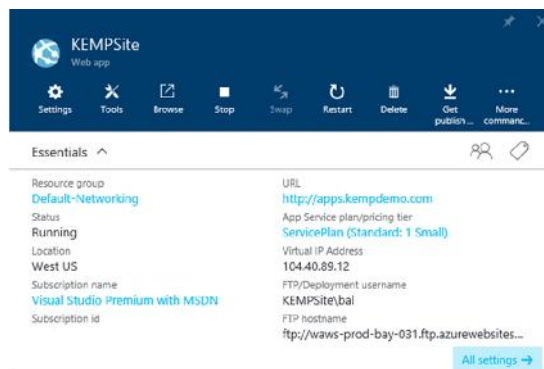 KEMPSite
Web app
Settings Tools Browse Stop Swap Restart Delete Get publish... More commanc...
Essentials
Resource group
Default-Networking
Status
Running
Location
West US
Subscription name
Visual Studio Premium with MSDN
Subscription id
URL
http://apps.kempdemo.com
App Service plan/pricing tier
ServicePlan (Standard: 1 Small)
Virtual IP Address
104.40.89.12
FTP/Deployment username
KEMPSite\bal
FTP hostname
ftp://waws-prod-bay-031.ftp.azurewebsites...
All settings →